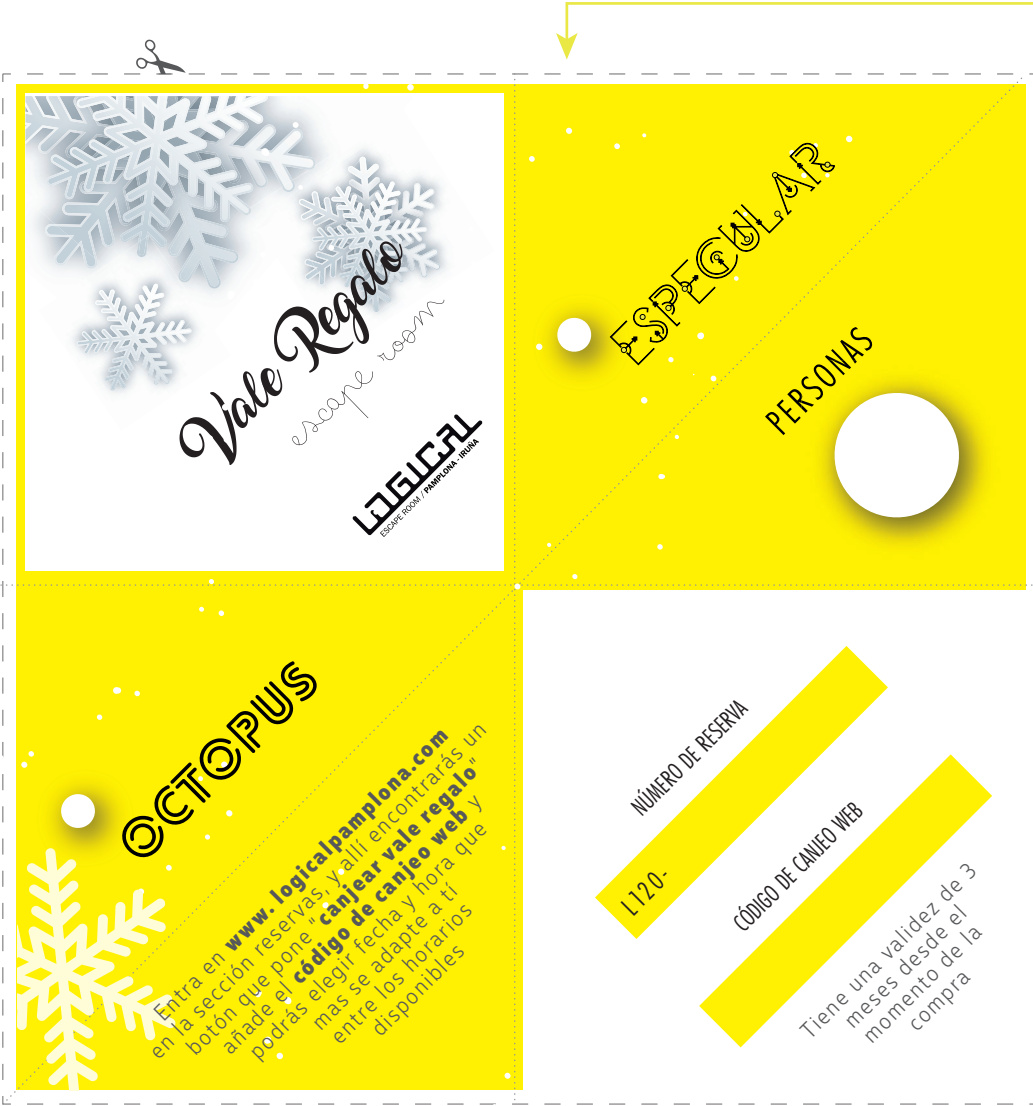 Vale Regalo
escape room
LOGICAL
ESCAPE ROOM / PAMPLONA - IRUÑA
ESPECULAR
PERSONAS
OCTOPUS
Entra en www. logicalpamplona.com
en la sección reservas, y allí encontrarás un
botón que pone "canjear vale regalo"
añade el código de canjeo web y
podrás elegir fecha y hora que
mas se adapte a tí
entre los horarios
disponibles
NÚMERO DE RESERVA
L120-
CÓDIGO DE CANJEO WEB
Tiene una validez de 3
meses desde el
momento de la
compra